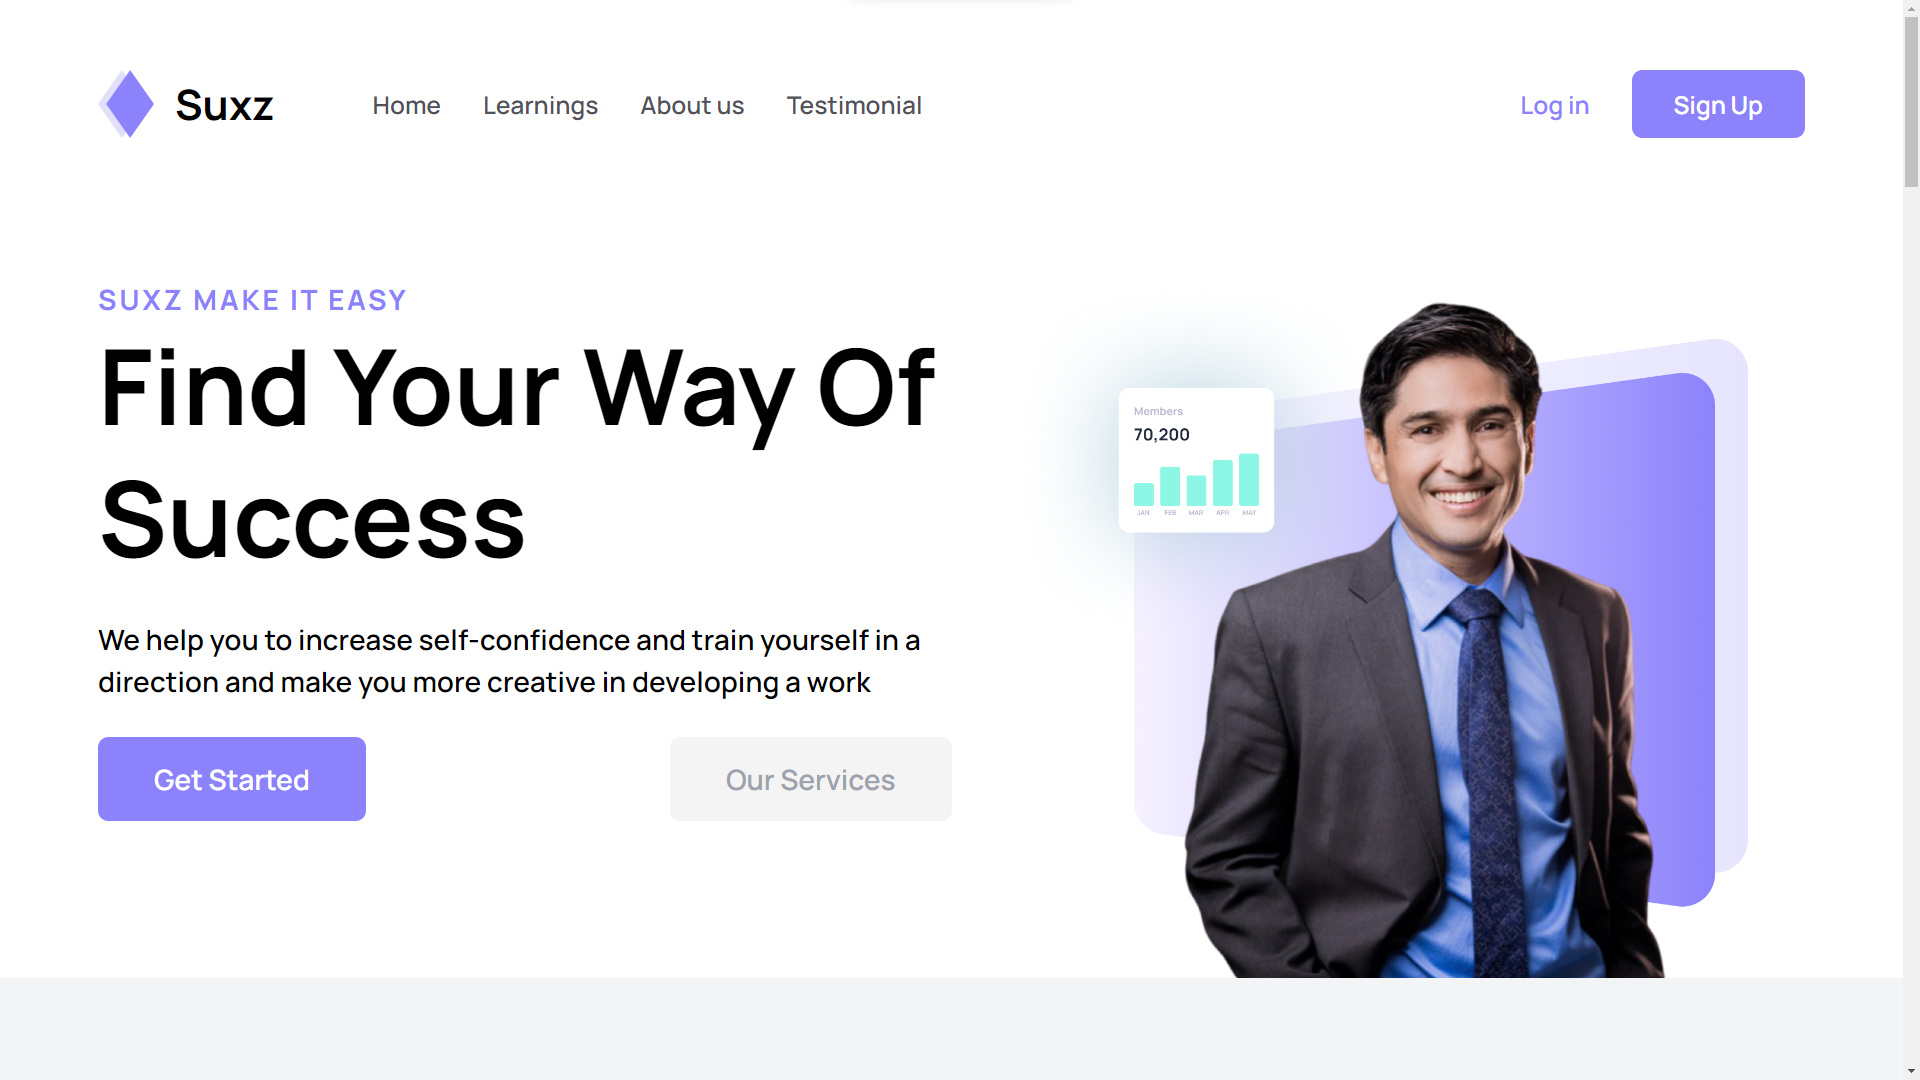 Suxz
Home
Learnings
About us
Testimonial
Log in
Sign Up
SUXZ MAKE IT EASY
Find Your Way Of
Success
We help you to increase self-confidence and train yourself in a
direction and make you more creative in developing a work
Get Started
Our Services
Members
70,200
JAN FEB MAR APR MAY